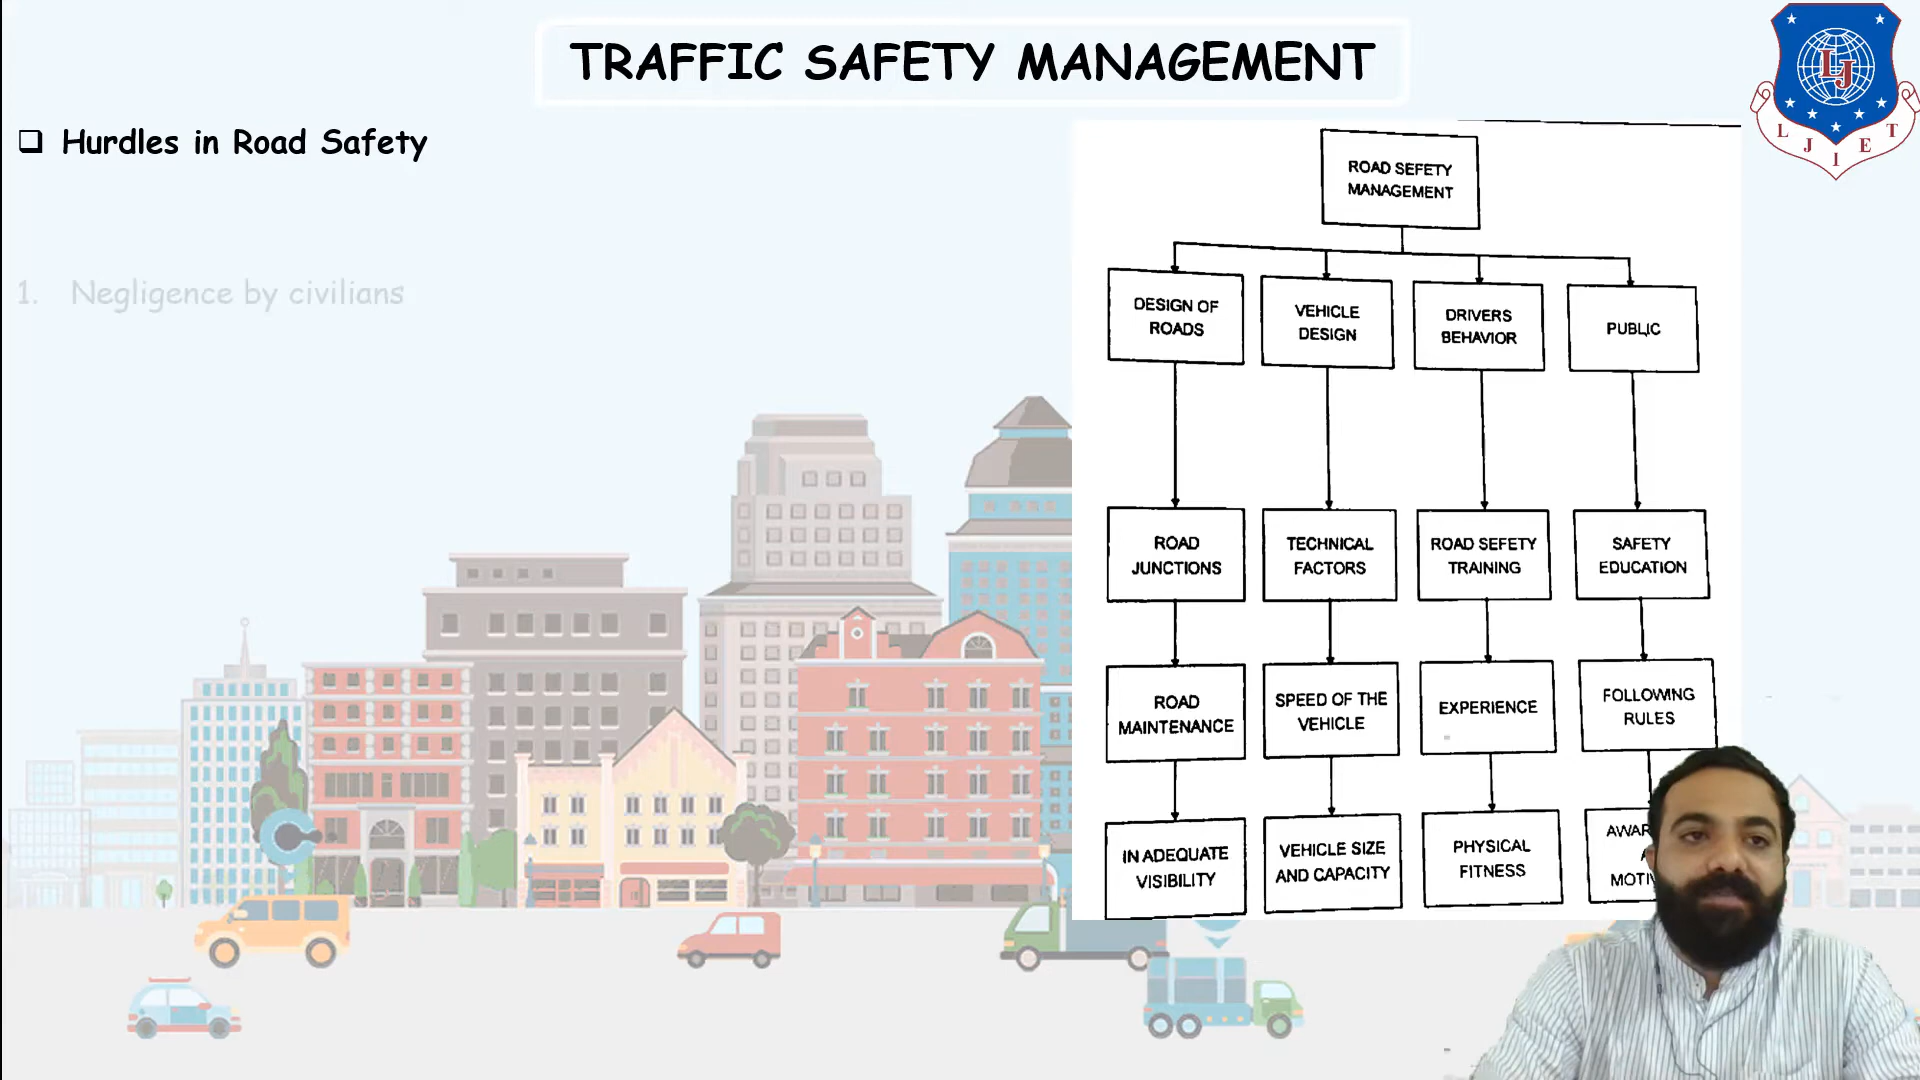 TRAFFIC SAFETY MANAGEMENT
❑ Hurdles in Road Safety
1. Negligence by civilians
ROAD SEFETY
MANAGEMENT
DESIGN OF
ROADS
VEHICLE
DESIGN
DRIVERS
BEHAVIOR
PUBLIC
ROAD
JUNCTIONS
TECHNICAL
FACTORS
ROAD SEFETY
TRAINING
SAFETY
EDUCATION
ROAD
MAINTENANCE
SPEED OF THE
VEHICLE
EXPERIENCE
FOLLOWING
RULES
IN ADEQUATE
VISIBILITY
VEHICLE SIZE
AND CAPACITY
PHYSICAL
FITNESS
LJ
L J I E T